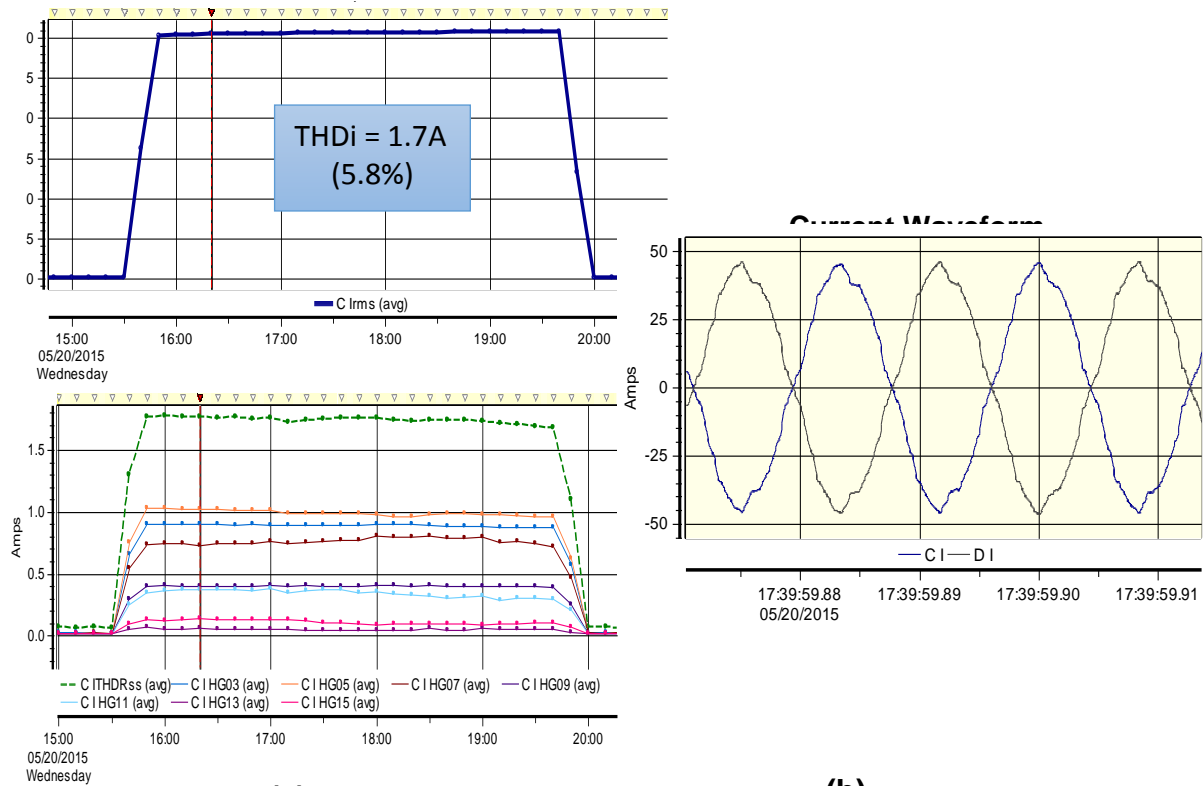 0
5
0
5
0
5
0
THDi = 1.7A
(5.8%)
C Irms (avg)
15:00 16:00 17:00 18:00 19:00 20:00
05/20/2015
Wednesday
1.5
1.0
0.5
0.0
Amps
C ITHDRss (avg) C I HG03 (avg) C I HG05 (avg) C I HG07 (avg) C I HG09 (avg)
C I HG11 (avg) C I HG13 (avg) C I HG15 (avg)
15:00 16:00 17:00 18:00 19:00 20:00
05/20/2015
Wednesday
Current Waveform
50
25
0
-25
-50
Amps
C I D I
17:39:59.88 17:39:59.89 17:39:59.90 17:39:59.91
05/20/2015
(b)